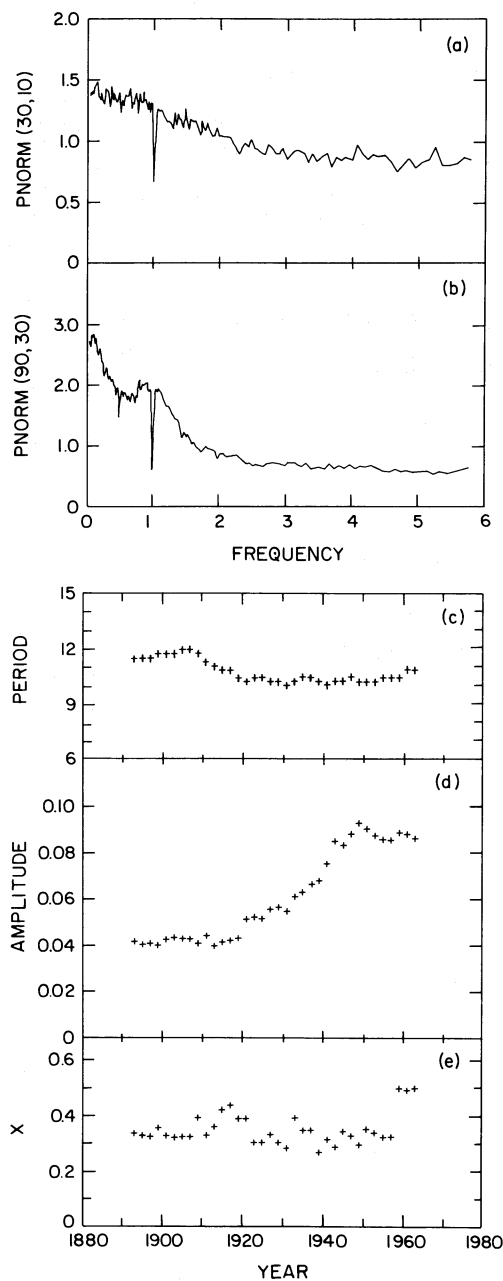 2.0
(a)
1.5
PNORM (30,10)
1.0
0.5
0
(b)
3.0
PNORM (90,30)
2.0
1.0
0
0 1 2 3 4 5 6
FREQUENCY
15
(c)
12
PERIOD
9
6
(d)
0.10
0.08
AMPLITUDE
0.06
0.04
0.02
0
0.6
(e)
X
0.4
0.2
0
1880 1900 1920 1940 1960 1980
YEAR